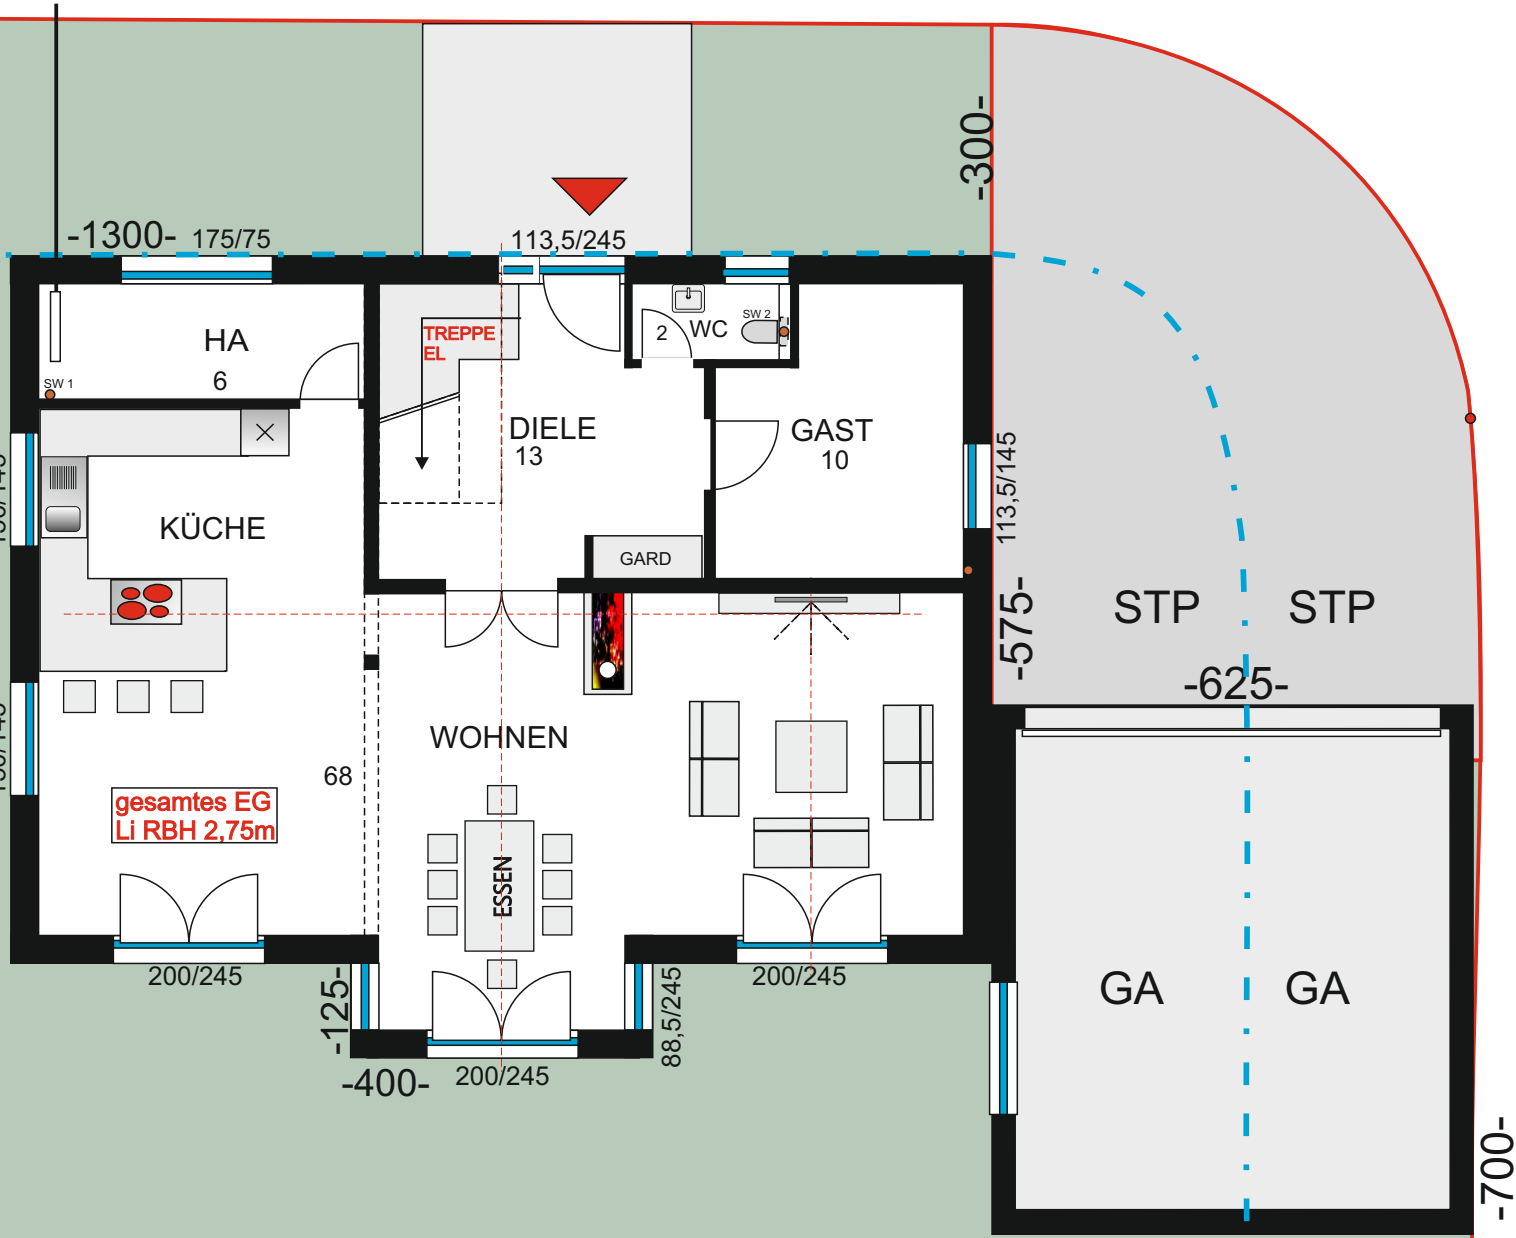 -1300-
175/75
113,5/245
-300-
HA
6
SW 1
TREPPE
EL
2
WC
SW 2
DIELE
13
GAST
10
113,5/145
KÜCHE
GARD
-575-
STP
STP
-625-
WOHNEN
68
gesamtes EG
Li RBH 2,75m
ESSEN
200/245
-125-
88,5/245
200/245
GA
GA
-400-
200/245
-700-